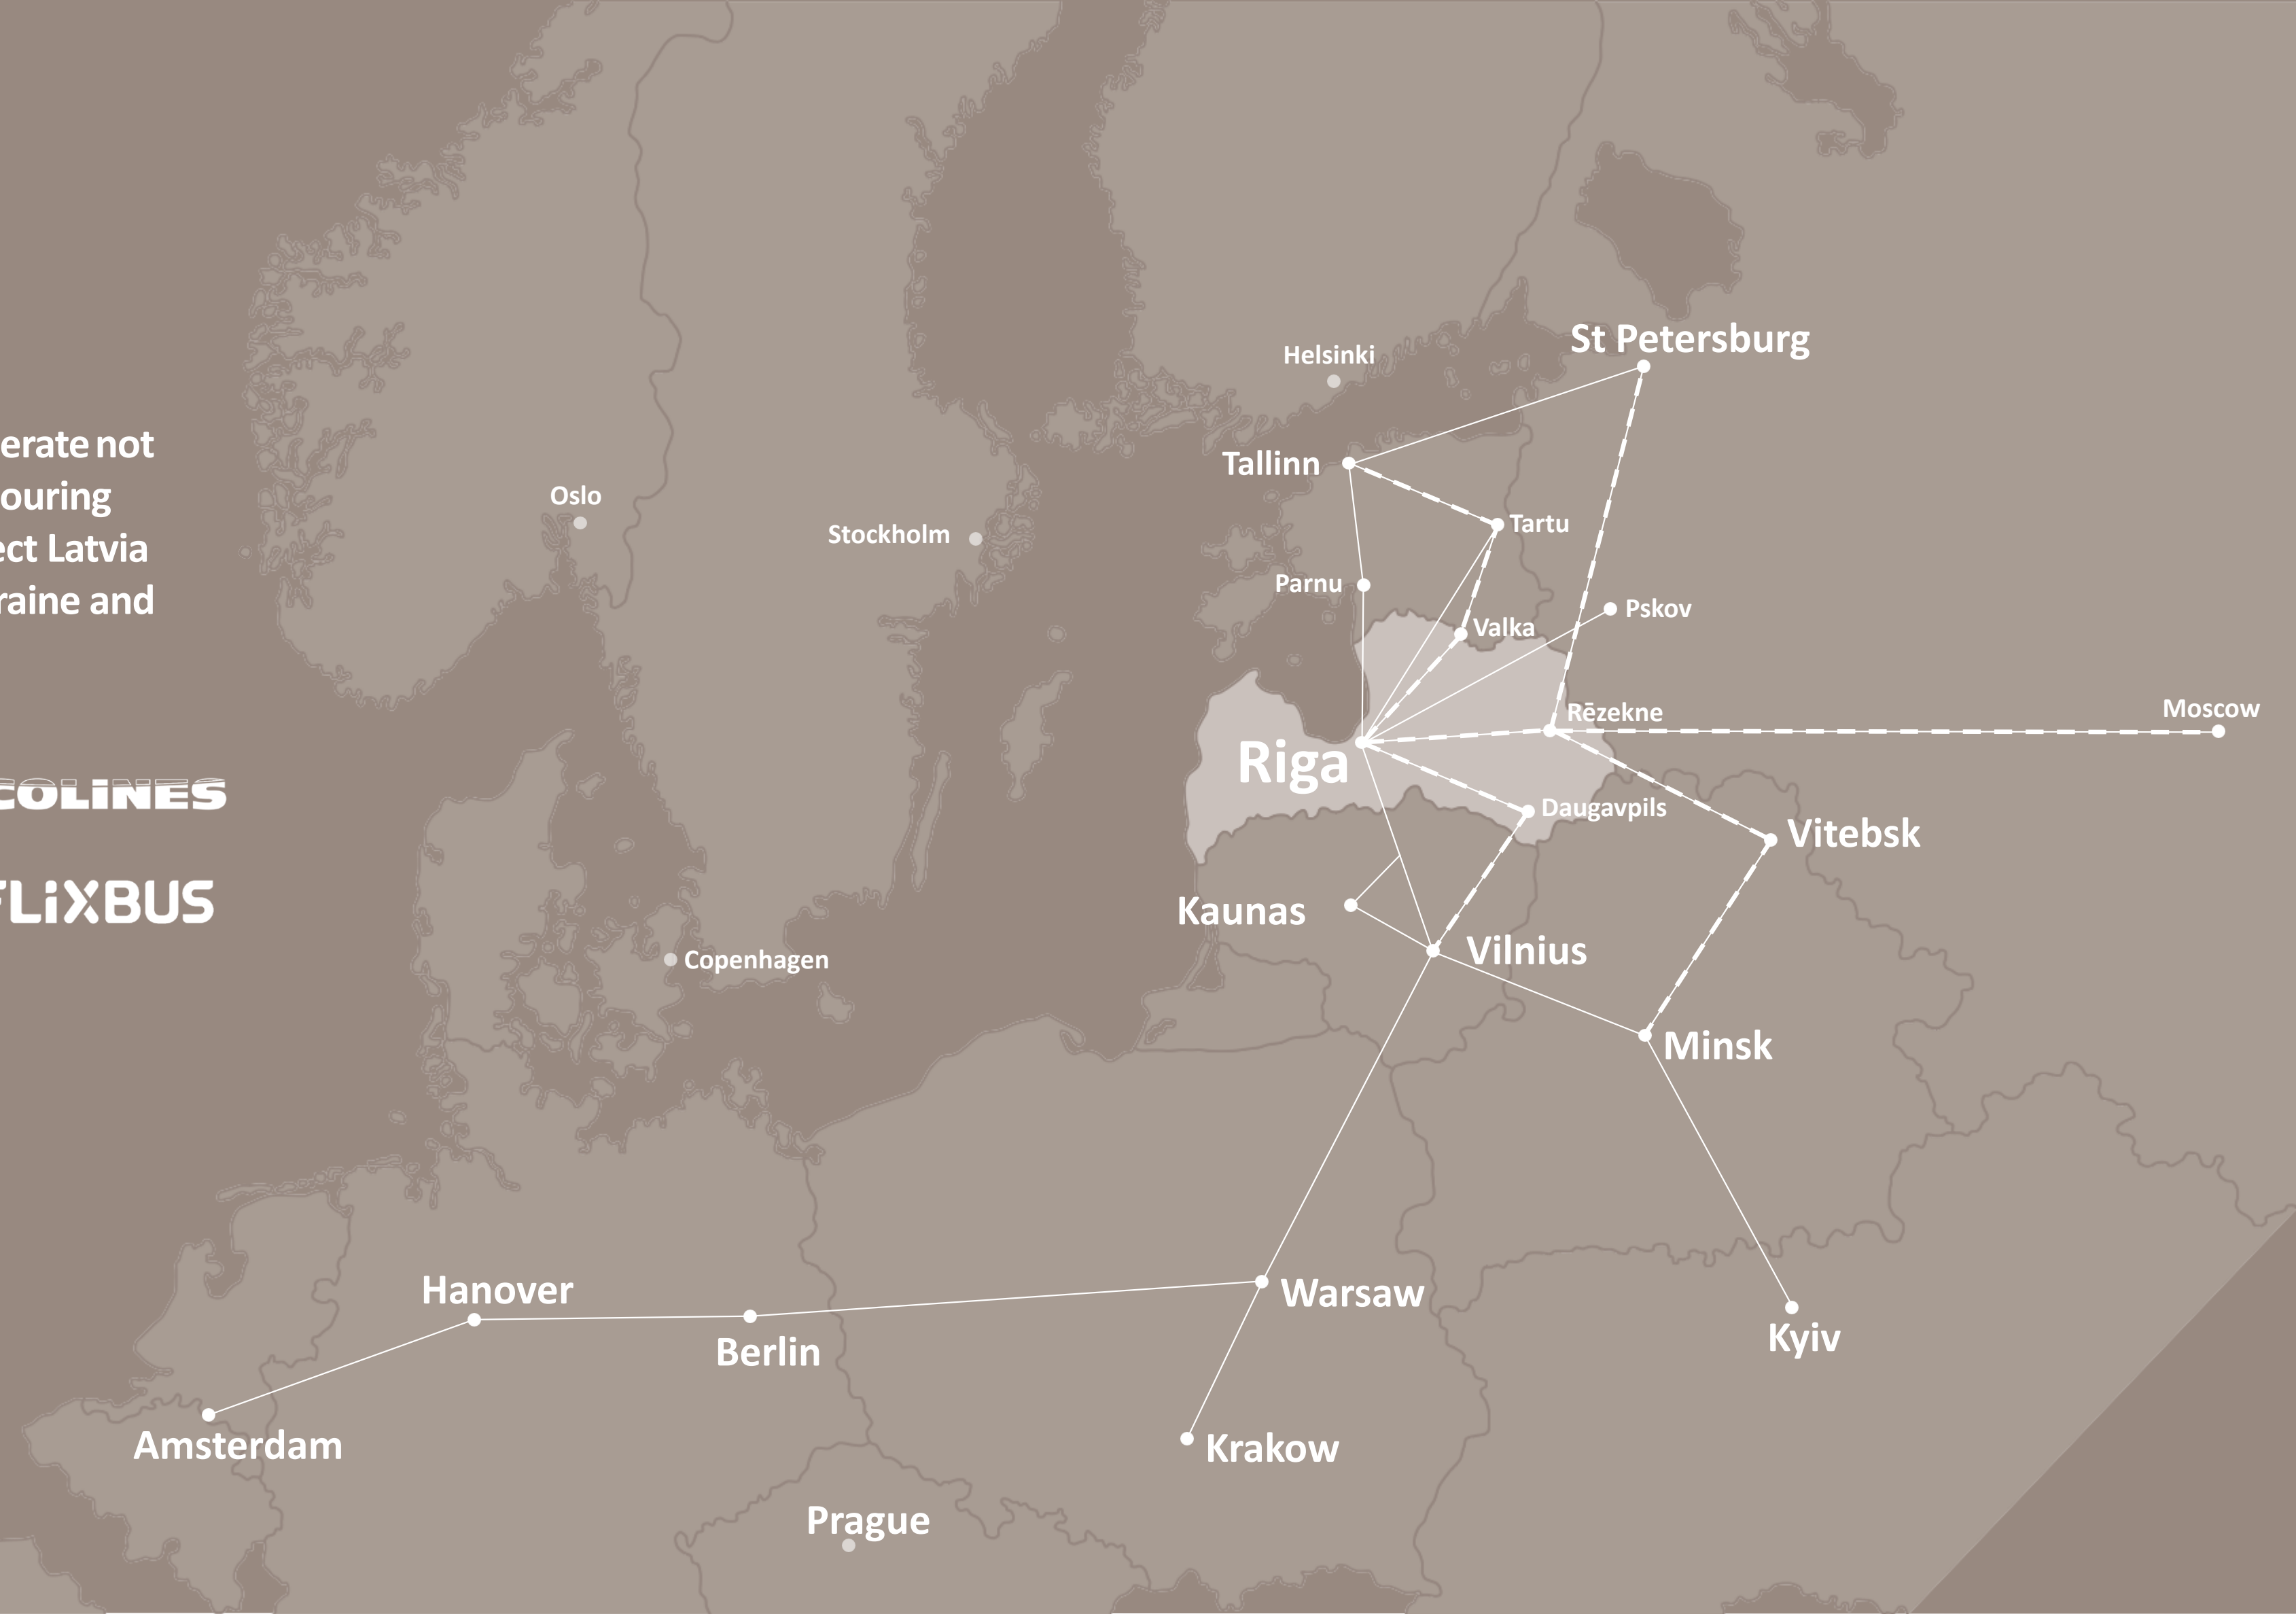 erate not
ouring
ect Latvia
raine and
COLINES
FLiXBUS
St Petersburg
Helsinki
Tallinn
Oslo
Stockholm
Tartu
Parnu
Pskov
Valka
Rēzekne
Moscow
Riga
Daugavpils
Vitebsk
Kaunas
Vilnius
Copenhagen
Minsk
Hanover
Warsaw
Berlin
Kyiv
Amsterdam
Krakow
Prague